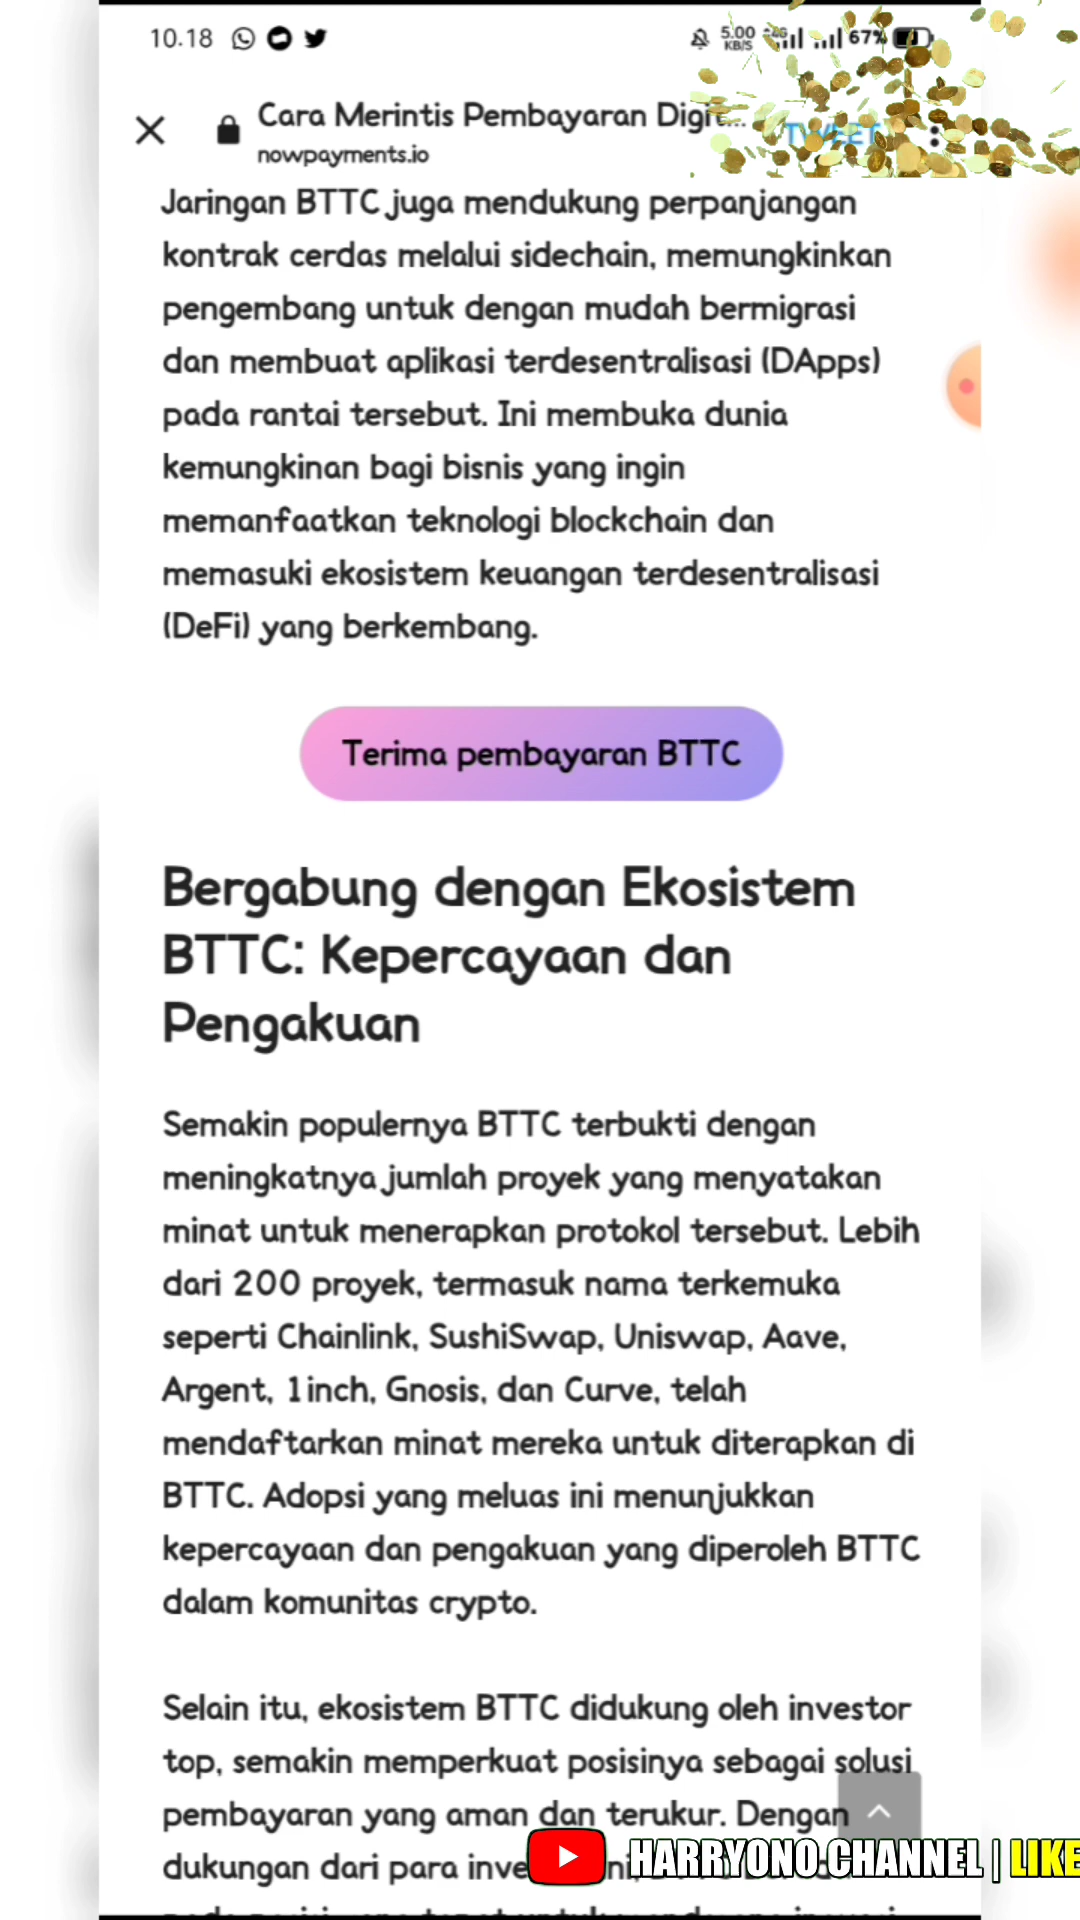 10.18
5.00
KB/S
67%
Cara Merintis Pembayaran Digit...
TWEET
nowpayments.io
Jaringan BTTC juga mendukung perpanjangan
kontrak cerdas melalui sidechain, memungkinkan
pengembang untuk dengan mudah bermigrasi
dan membuat aplikasi terdesentralisasi (DApps)
pada rantai tersebut. Ini membuka dunia
kemungkinan bagi bisnis yang ingin
memanfaatkan teknologi blockchain dan
memasuki ekosistem keuangan terdesentralisasi
(DeFi) yang berkembang.
Terima pembayaran BTTC
Bergabung dengan Ekosistem
BTTC: Kepercayaan dan
Pengakuan
Semakin populernya BTTC terbukti dengan
meningkatnya jumlah proyek yang menyatakan
minat untuk menerapkan protokol tersebut. Lebih
dari 200 proyek, termasuk nama terkemuka
seperti Chainlink, SushiSwap, Uniswap, Aave,
Argent, 1inch, Gnosis, dan Curve, telah
mendaftarkan minat mereka untuk diterapkan di
BTTC. Adopsi yang meluas ini menunjukkan
kepercayaan dan pengakuan yang diperoleh BTTC
dalam komunitas crypto.
Selain itu, ekosistem BTTC didukung oleh investor
top, semakin memperkuat posisinya sebagai solusi
pembayaran yang aman dan terukur. Dengan
dukungan dari para
HARRYONO CHANNEL | LIKE